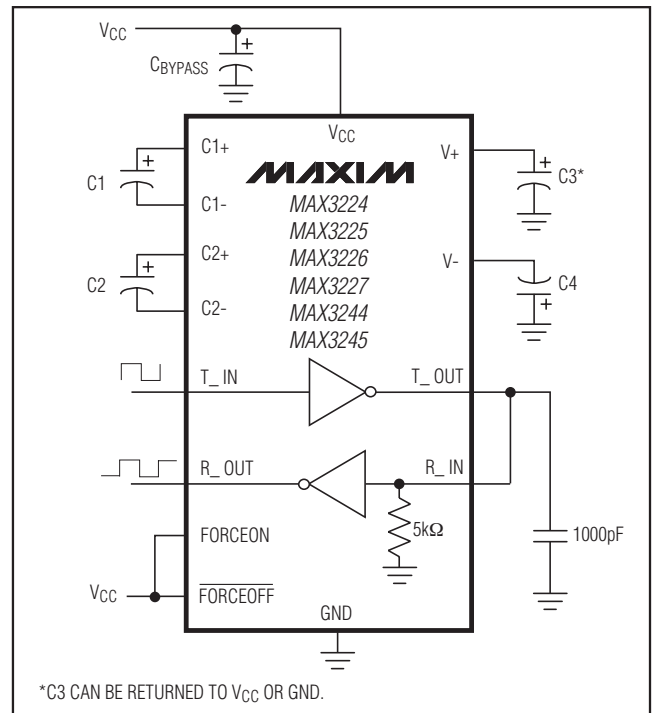 VCC
CBYPASS
+
VCC
C1+
C1
+
C1-
C2+
C2
+
C2-
MAXIM
MAX3224
MAX3225
MAX3226
MAX3227
MAX3244
MAX3245
V+
+
C3*
V-
C4
+
T_ IN
T_ OUT
R_ OUT
R_ IN
5kΩ
1000pF
FORCEON
VCC
FORCEOFF
GND
*C3 CAN BE RETURNED TO VCC OR GND.